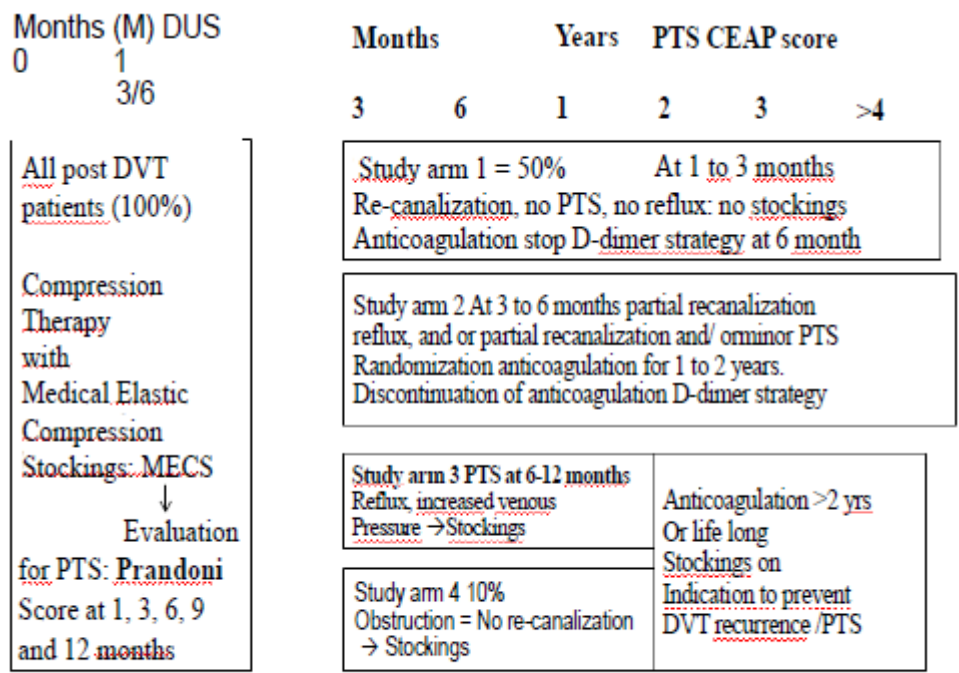 Months (M) DUS
0 1
3/6
All post DVT
patients (100%)
Compression
Therapy
with
Medical Elastic
Compression
Stockings: MECS
↓
Evaluation
for PTS: Prandoni
Score at 1, 3, 6, 9
and 12 months
Months Years PTS CEAP score
3 6 1 2 3 >4
Study arm 1 = 50% At 1 to 3 months
Re-canalization, no PTS, no reflux: no stockings
Anticoagulation stop D-dimer strategy at 6 month
Study arm 2 At 3 to 6 months partial recanalization
reflux, and or partial recanalization and/ orminor PTS
Randomization anticoagulation for 1 to 2 years.
Discontinuation of anticoagulation D-dimer strategy
Study arm 3 PTS at 6-12 months
Reflux, increased venous
Pressure →Stockings
Study arm 4 10%
Obstruction = No re-canalization
→ Stockings
Anticoagulation >2 yrs
Or life long
Stockings on
Indication to prevent
DVT recurrence /PTS